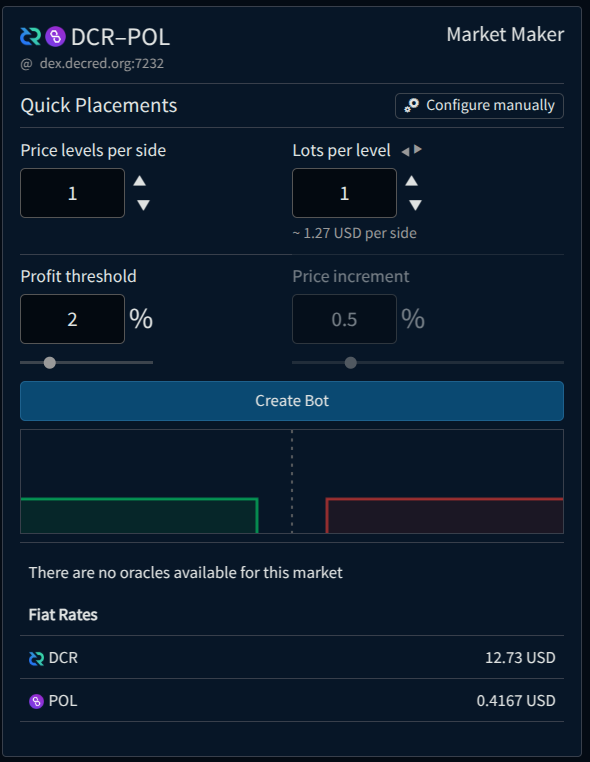 DCR–POL Market Maker
@ dex.decred.org:7232
Quick Placements Configure manually
Price levels per side Lots per level ◂ ▸
1 ▲ ▼ 1 ▲ ▼
~ 1.27 USD per side
Profit threshold Price increment
2 % 0.5 %
Create Bot
There are no oracles available for this market
Fiat Rates
DCR 12.73 USD
POL 0.4167 USD